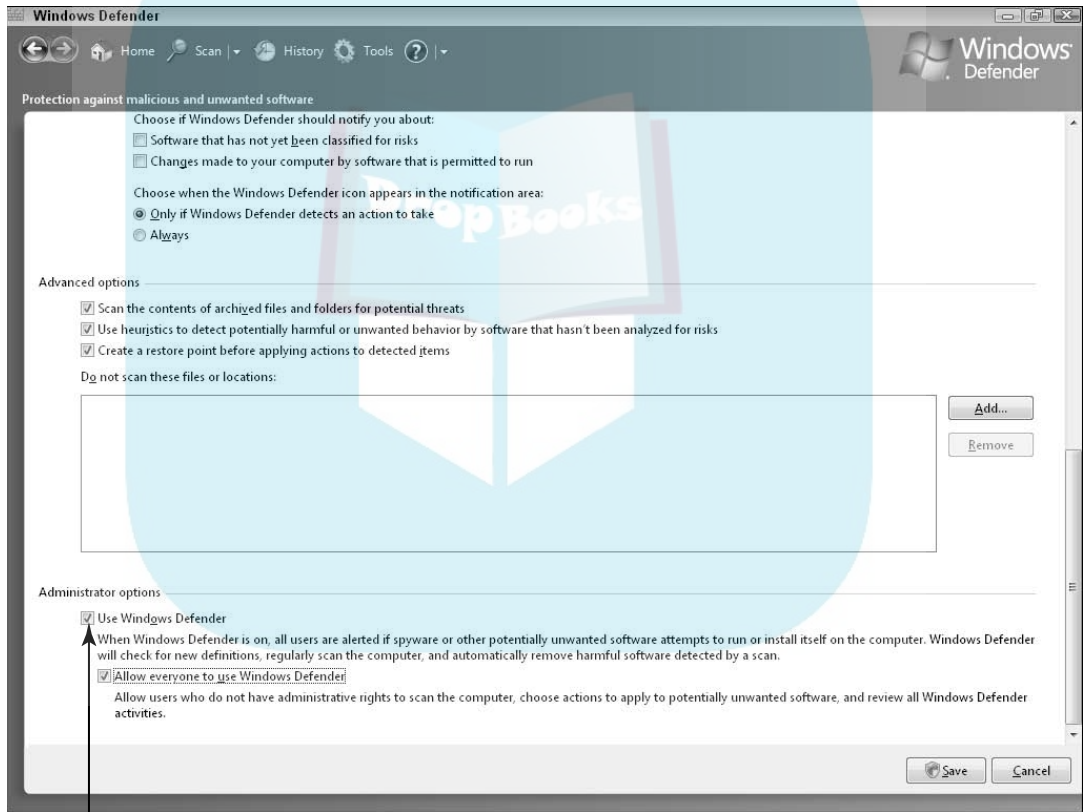 Windows Defender
Home Scan History Tools ?
Windows
Defender
Protection against malicious and unwanted software
Choose if Windows Defender should notify you about:
Software that has not yet been classified for risks
Changes made to your computer by software that is permitted to run
Choose when the Windows Defender icon appears in the notification area:
Only if Windows Defender detects an action to take
Always
Drop Books
Advanced options
Scan the contents of archived files and folders for potential threats
Use heuristics to detect potentially harmful or unwanted behavior by software that hasn't been analyzed for risks
Create a restore point before applying actions to detected items
Do not scan these files or locations:
Add...
Remove
Administrator options
Use Windows Defender
When Windows Defender is on, all users are alerted if spyware or other potentially unwanted software attempts to run or install itself on the computer. Windows Defender
will check for new definitions, regularly scan the computer, and automatically remove harmful software detected by a scan.
Allow everyone to use Windows Defender
Allow users who do not have administrative rights to scan the computer, choose actions to apply to potentially unwanted software, and review all Windows Defender
activities.
Save Cancel